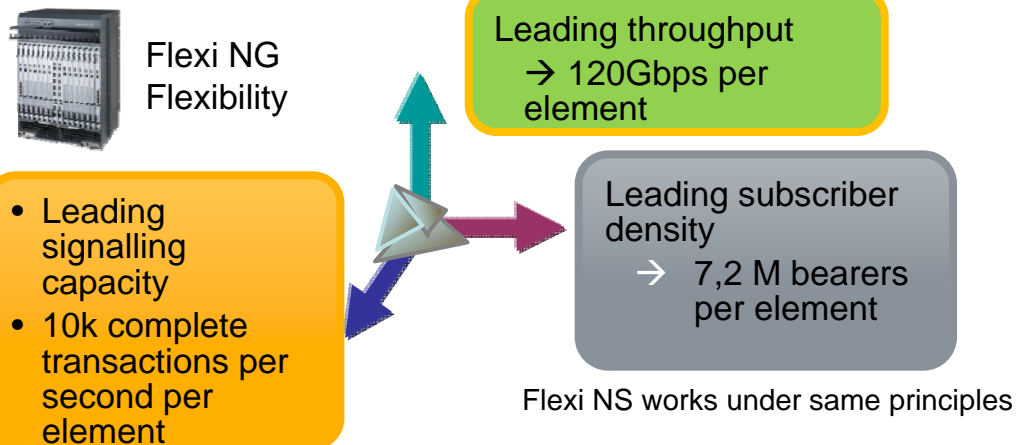 Flexi NG
Flexibility
Leading throughput
→ 120Gbps per
element
• Leading
signalling
capacity
• 10k complete
transactions per
second per
element
Leading subscriber
density
→ 7,2 M bearers
per element
Flexi NS works under same principles